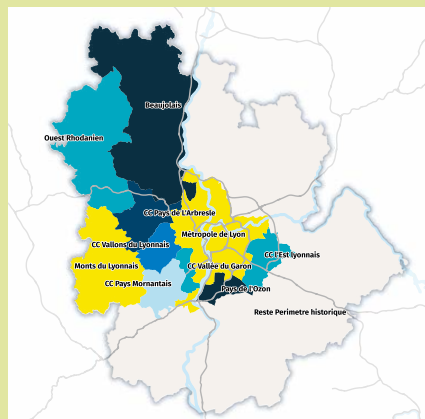 Beaujolais
Ouest Rhodanien
CC Pays de L'Arbresle
Métropole de Lyon
CC Vallons du Lyonnais
CC l'Est lyonnais
Monts du Lyonnais
CC Vallée du Garon
CC Pays Mornantais
Pays de l'Ozon
Reste Perimetre historique